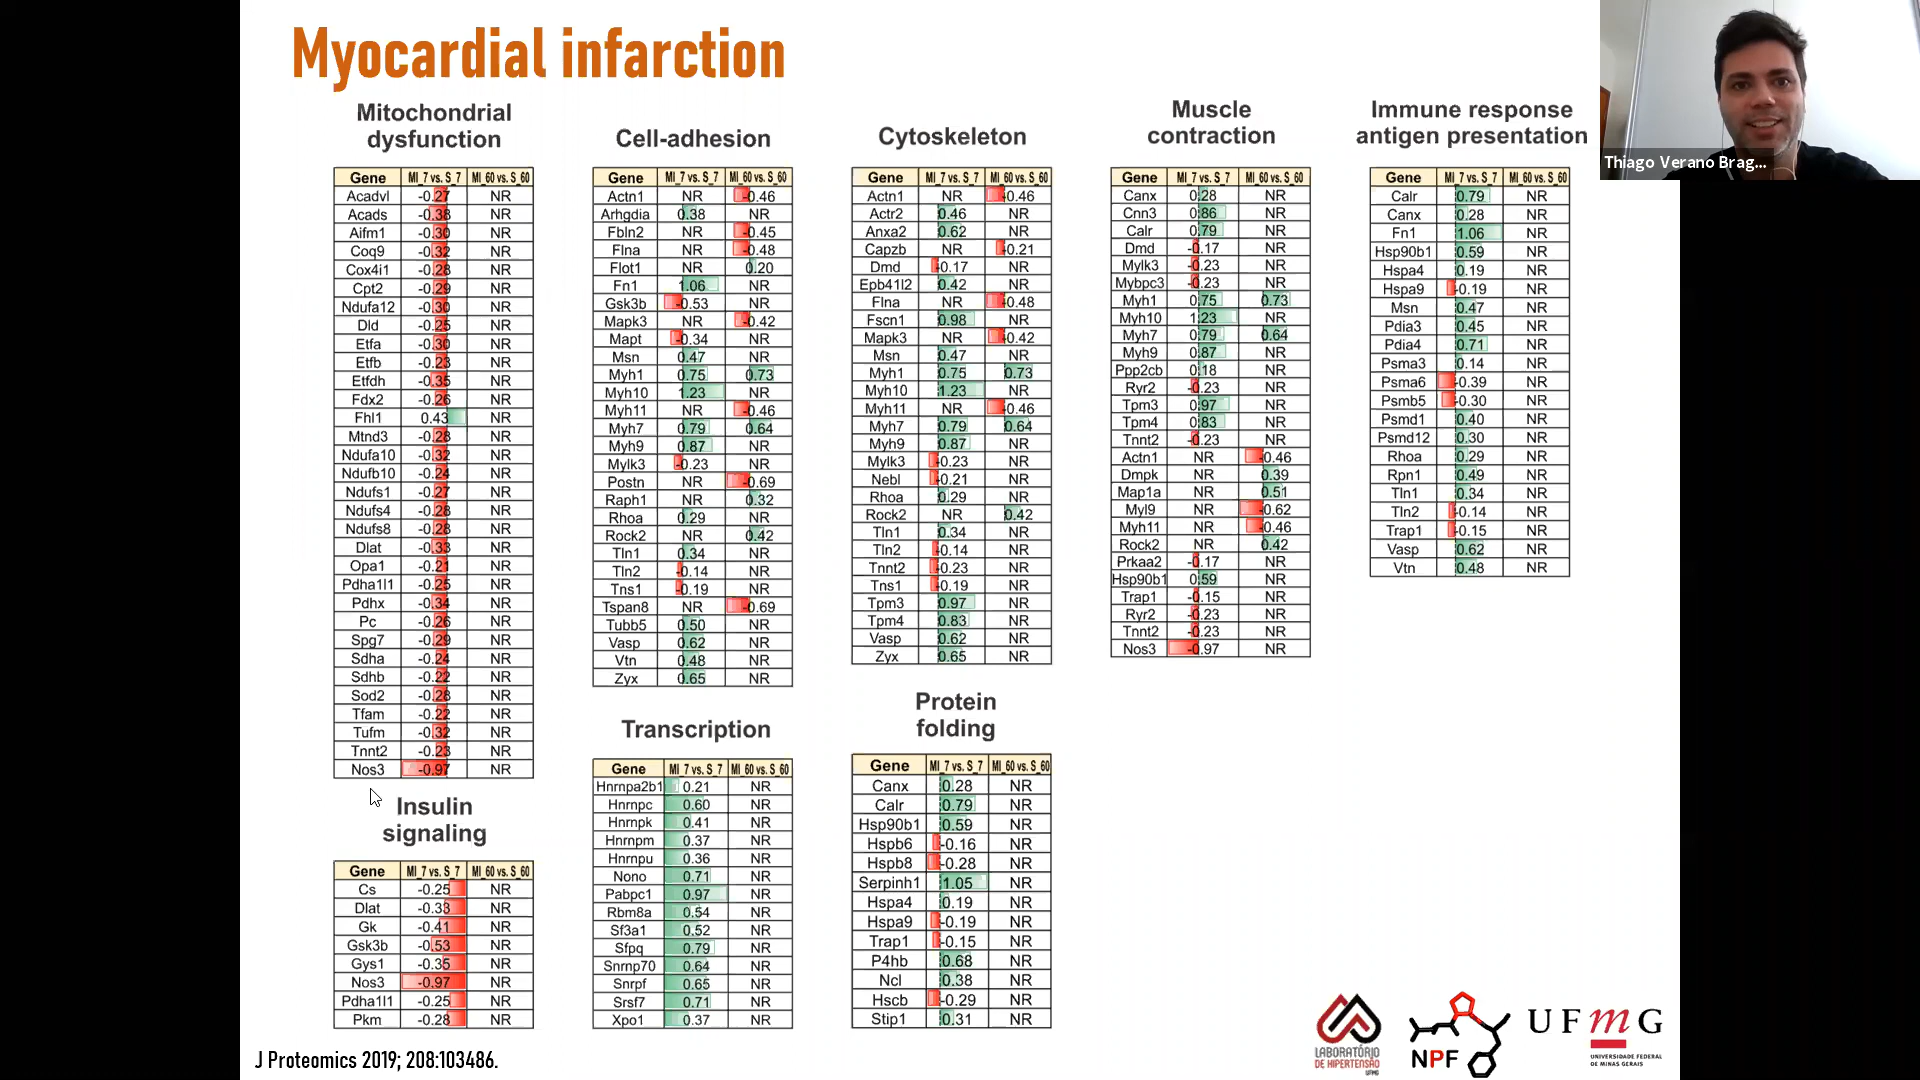 Myocardial infarction
Thiago Verano Brag...
Mitochondrial
dysfunction
Gene MI_7 vs. S_7 MI_60 vs. S_60
Acadvl -0.27 NR
Acads -0.38 NR
Aifm1 -0.30 NR
Coq9 -0.32 NR
Cox4i1 -0.28 NR
Cpt2 -0.29 NR
Ndufa12 -0.30 NR
Dld -0.25 NR
Etfa -0.30 NR
Etfb -0.23 NR
Etfdh -0.35 NR
Fdx2 -0.26 NR
Fhl1 0.43 NR
Mtnd3 -0.28 NR
Ndufa10 -0.32 NR
Ndufb10 -0.24 NR
Ndufs1 -0.27 NR
Ndufs4 -0.28 NR
Ndufs8 -0.28 NR
Dlat -0.33 NR
Opa1 -0.21 NR
Pdha1l1 -0.25 NR
Pdhx -0.34 NR
Pc -0.26 NR
Spg7 -0.29 NR
Sdha -0.24 NR
Sdhb -0.22 NR
Sod2 -0.28 NR
Tfam -0.22 NR
Tufm -0.32 NR
Tnnt2 -0.23 NR
Nos3 -0.97 NR
Insulin
signaling
Gene MI_7 vs. S_7 MI_60 vs. S_60
Cs -0.25 NR
Dlat -0.33 NR
Gk -0.41 NR
Gsk3b -0.53 NR
Gys1 -0.35 NR
Nos3 -0.97 NR
Pdha1l1 -0.25 NR
Pkm -0.28 NR
Cell-adhesion
Gene MI_7 vs. S_7 MI_60 vs. S_60
Actn1 NR -0.46
Arhgdia 0.38 NR
Fbln2 NR -0.45
Flna NR -0.48
Flot1 NR 0.20
Fn1 1.06 NR
Gsk3b -0.53 NR
Mapk3 NR -0.42
Mapt -0.34 NR
Msn 0.47 NR
Myh1 0.75 0.73
Myh10 1.23 NR
Myh11 NR -0.46
Myh7 0.79 0.64
Myh9 0.87 NR
Mylk3 -0.23 NR
Postn NR -0.69
Raph1 NR 0.32
Rhoa 0.29 NR
Rock2 NR 0.42
Tln1 0.34 NR
Tln2 -0.14 NR
Tns1 -0.19 NR
Tspan8 NR -0.69
Tubb5 0.50 NR
Vasp 0.62 NR
Vtn 0.48 NR
Zyx 0.65 NR
Transcription
Gene MI_7 vs. S_7 MI_60 vs. S_60
Hnrnpa2b1 0.21 NR
Hnrnpc 0.60 NR
Hnrnpk 0.41 NR
Hnrnpm 0.37 NR
Hnrnpu 0.36 NR
Nono 0.71 NR
Pabpc1 0.97 NR
Rbm8a 0.54 NR
Sf3a1 0.52 NR
Sfpq 0.79 NR
Snrnp70 0.64 NR
Snrpf 0.65 NR
Srsf7 0.71 NR
Xpo1 0.37 NR
Cytoskeleton
Gene MI_7 vs. S_7 MI_60 vs. S_60
Actn1 NR -0.46
Actr2 0.46 NR
Anxa2 0.62 NR
Capzb NR -0.21
Dmd -0.17 NR
Epb41l2 0.42 NR
Flna NR -0.48
Fscn1 0.98 NR
Mapk3 NR -0.42
Msn 0.47 NR
Myh1 0.75 0.73
Myh10 1.23 NR
Myh11 NR -0.46
Myh7 0.79 0.64
Myh9 0.87 NR
Mylk3 -0.23 NR
Nebl -0.21 NR
Rhoa 0.29 NR
Rock2 NR 0.42
Tln1 0.34 NR
Tln2 -0.14 NR
Tnnt2 -0.23 NR
Tns1 -0.19 NR
Tpm3 0.97 NR
Tpm4 0.83 NR
Vasp 0.62 NR
Zyx 0.65 NR
Protein
folding
Gene MI_7 vs. S_7 MI_60 vs. S_60
Canx 0.28 NR
Calr 0.79 NR
Hsp90b1 0.59 NR
Hspb6 -0.16 NR
Hspb8 -0.28 NR
Serpinh1 1.05 NR
Hspa4 0.19 NR
Hspa9 -0.19 NR
Trap1 -0.15 NR
P4hb 0.68 NR
Ncl 0.38 NR
Hscb -0.29 NR
Stip1 0.31 NR
Muscle
contraction
Gene MI_7 vs. S_7 MI_60 vs. S_60
Canx 0.28 NR
Cnn3 0.86 NR
Calr 0.79 NR
Dmd -0.17 NR
Mylk3 -0.23 NR
Mybpc3 -0.23 NR
Myh1 0.75 0.73
Myh10 1.23 NR
Myh7 0.79 0.64
Myh9 0.87 NR
Ppp2cb 0.18 NR
Ryr2 -0.23 NR
Tpm3 0.97 NR
Tpm4 0.83 NR
Tnnt2 -0.23 NR
Actn1 NR -0.46
Dmpk NR 0.39
Map1a NR 0.51
Myl9 NR -0.62
Myh11 NR -0.46
Rock2 NR 0.42
Prkaa2 -0.17 NR
Hsp90b1 0.59 NR
Trap1 -0.15 NR
Ryr2 -0.23 NR
Tnnt2 -0.23 NR
Nos3 -0.97 NR
Immune response
antigen presentation
Gene MI_7 vs. S_7 MI_60 vs. S_60
Calr 0.79 NR
Canx 0.28 NR
Fn1 1.06 NR
Hsp90b1 0.59 NR
Hspa4 0.19 NR
Hspa9 -0.19 NR
Msn 0.47 NR
Pdia3 0.45 NR
Pdia4 0.71 NR
Psma3 0.14 NR
Psma6 -0.39 NR
Psmb5 -0.30 NR
Psmd1 0.40 NR
Psmd12 0.30 NR
Rhoa 0.29 NR
Rpn1 0.49 NR
Tln1 0.34 NR
Tln2 -0.14 NR
Trap1 -0.15 NR
Vasp 0.62 NR
Vtn 0.48 NR
J Proteomics 2019; 208:103486.
LABORATÓRIO
DE HIPERTENSÃO
UFMG
NPF
UFmG
UNIVERSIDADE FEDERAL
DE MINAS GERAIS